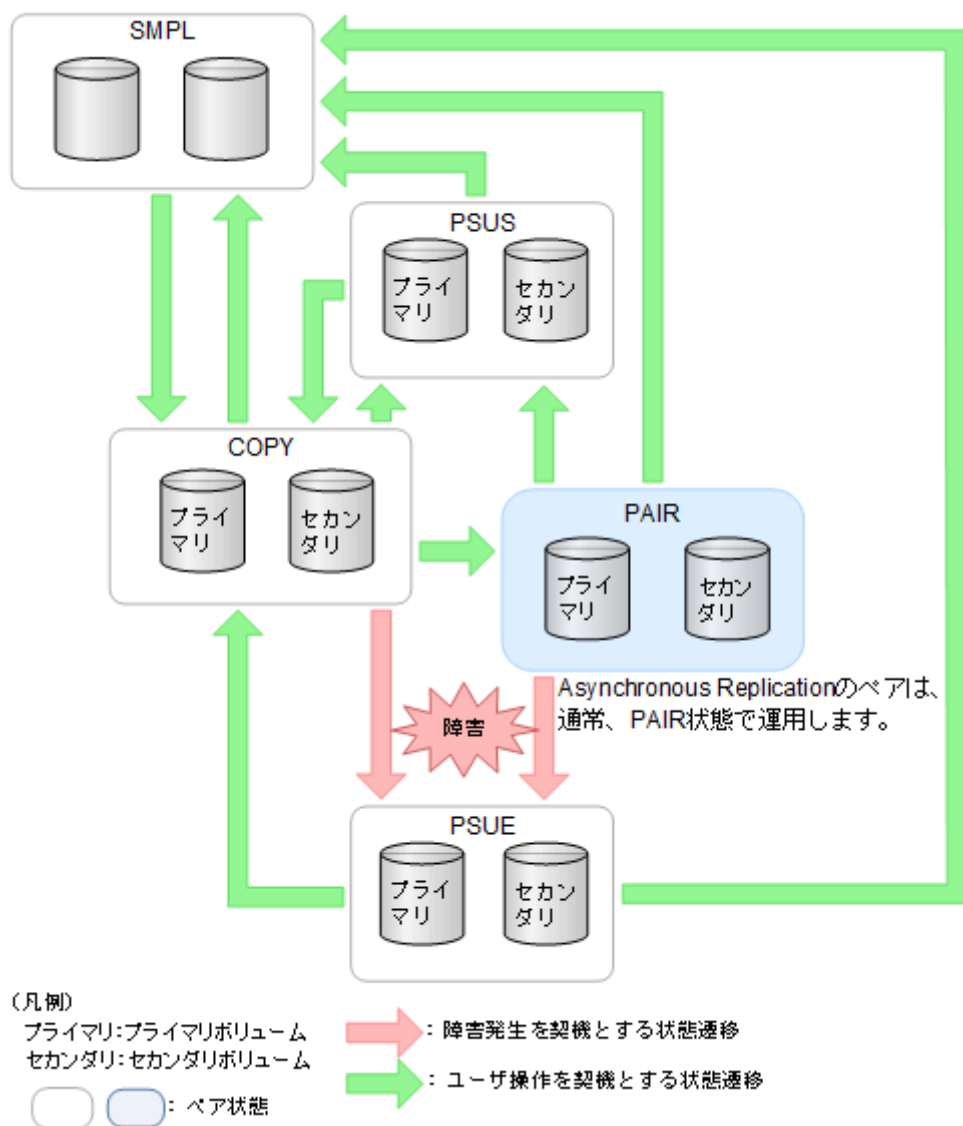 SMPL
PSUS
プライ
マリ
セカン
ダリ
COPY
プライ
マリ
セカン
ダリ
PAIR
プライ
マリ
セカン
ダリ
Asynchronous Replicationのペアは、
通常、PAIR状態で運用します。
障害
PSUE
プライ
マリ
セカン
ダリ
(凡例)
プライマリ:プライマリボリューム
セカンダリ:セカンダリボリューム
: ペア状態
: 障害発生を契機とする状態遷移
: ユーザ操作を契機とする状態遷移